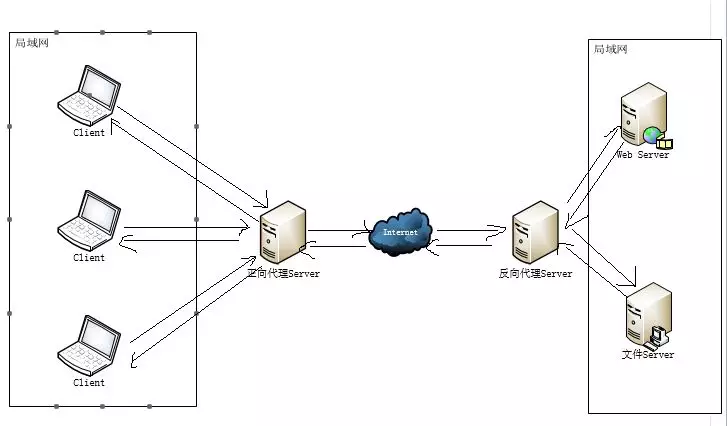 局域网
局域网
Client
Web Server
Client
Internet
正向代理Server
反向代理Server
Client
文件Server